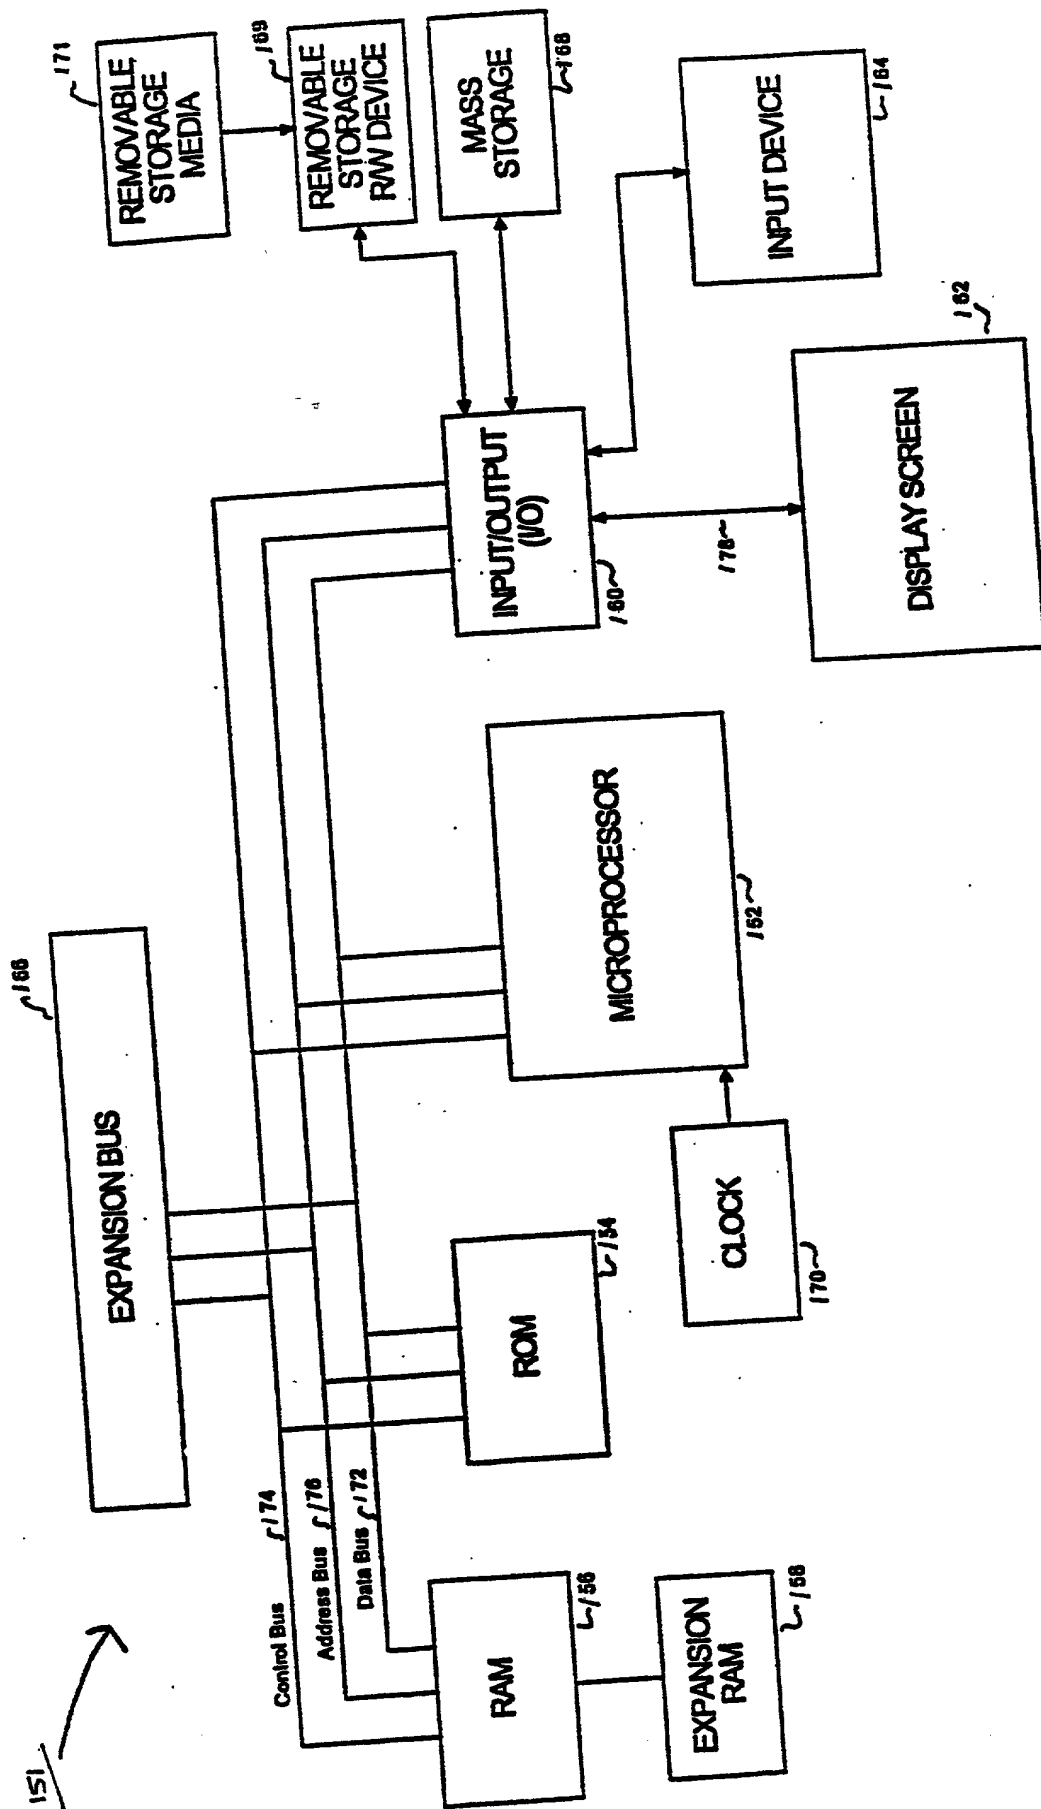 151
EXPANSION BUS
166
REMOVABLE
STORAGE
MEDIA
171
REMOVABLE
STORAGE
R/W DEVICE
169
MASS
STORAGE
168
Control Bus
174
Address Bus
176
Data Bus
172
RAM
156
ROM
154
MICROPROCESSOR
152
INPUT/OUTPUT
(I/O)
160
INPUT DEVICE
164
EXPANSION
RAM
158
CLOCK
170
178
DISPLAY SCREEN
162